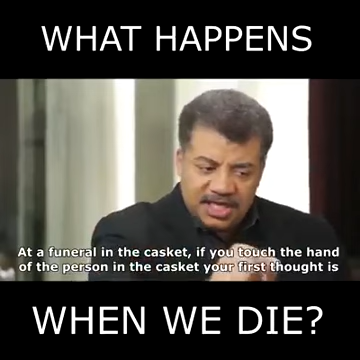 WHAT HAPPENS
At a funeral in the casket, if you touch the hand
of the person in the casket your first thought is
WHEN WE DIE?